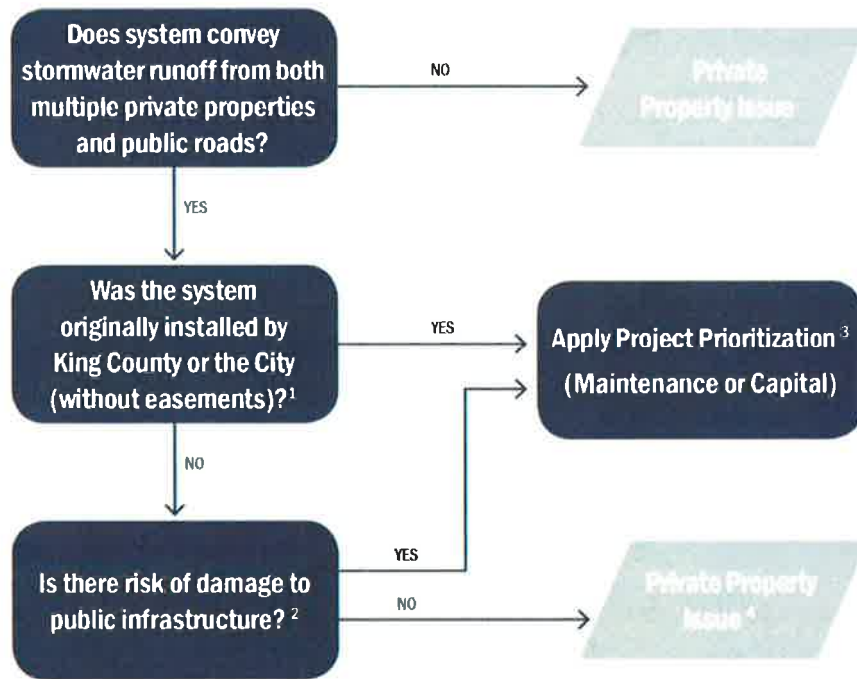 Does system convey
stormwater runoff from both
multiple private properties
and public roads?
NO
Private
Property Issue
YES
Was the system
originally installed by
King County or the City
(without easements)?¹
YES
Apply Project Prioritization ³
(Maintenance or Capital)
NO
Is there risk of damage to
public infrastructure? ²
YES
NO
Private Property
Issue ⁴